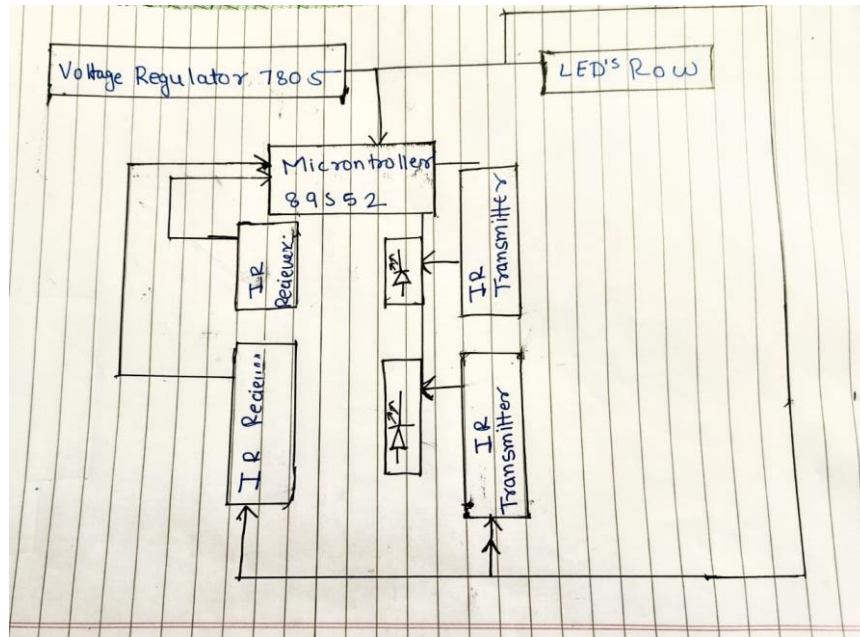 Voltage Regulator 7805
LED'S ROW
Microntroller
89S52
IR
Reciever.
IR
Transmitter
IR Reciever
IR
Transmitter